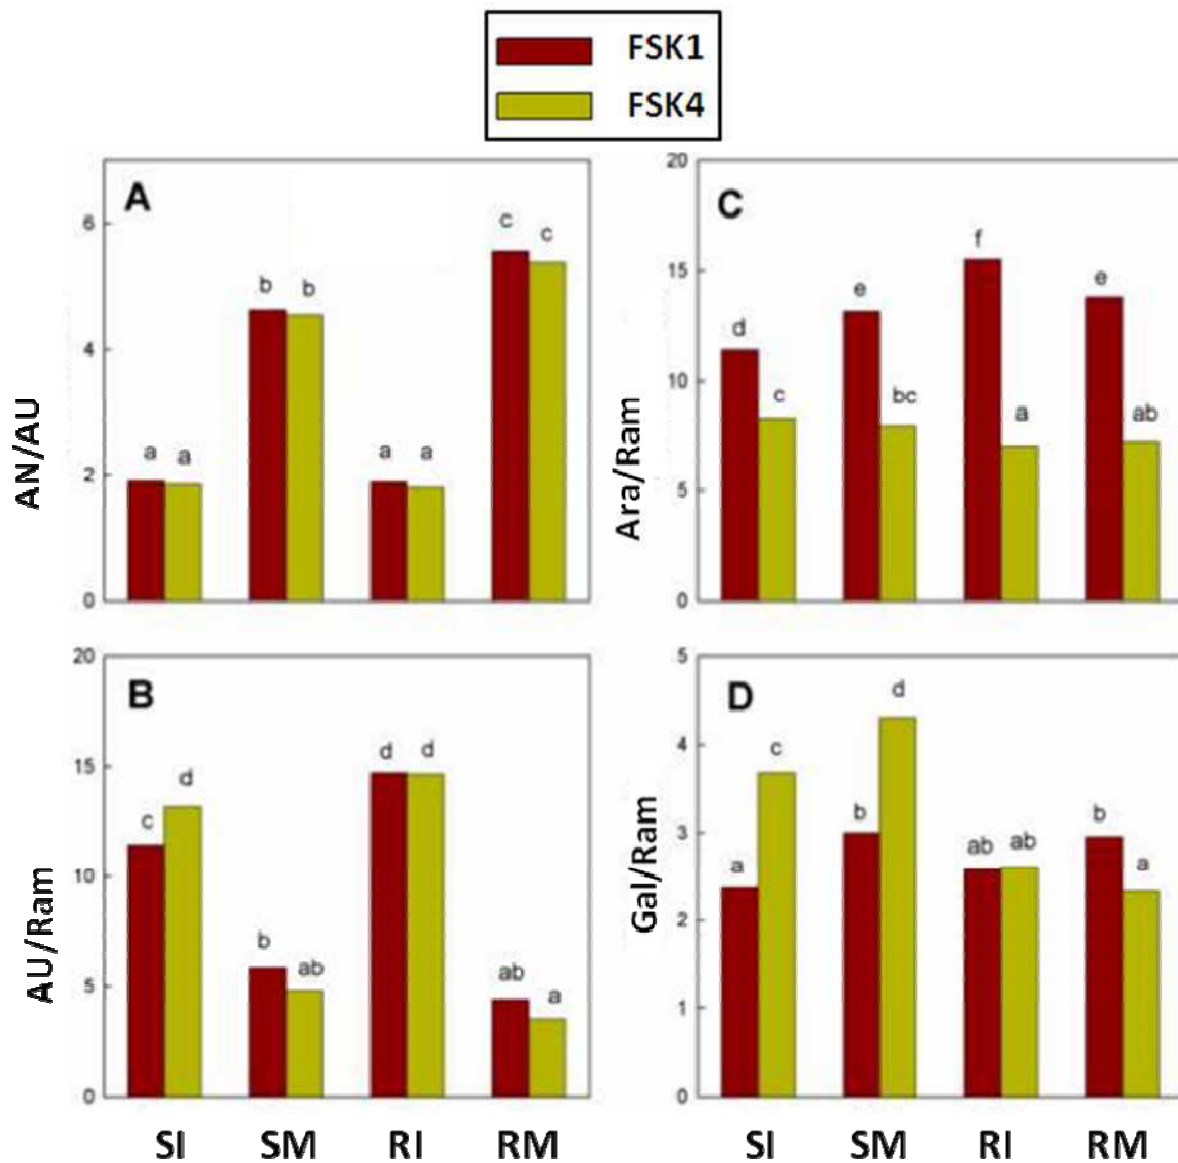 FSK1
FSK4
A
AN/AU
6
4
2
0
a a b b a a c c
C
Ara/Ram
20
15
10
5
0
d c e bc f a e ab
B
AU/Ram
20
15
10
5
0
c d b ab d d ab a
SI SM RI RM
D
Gal/Ram
5
4
3
2
1
0
a c b d ab ab b a
SI SM RI RM